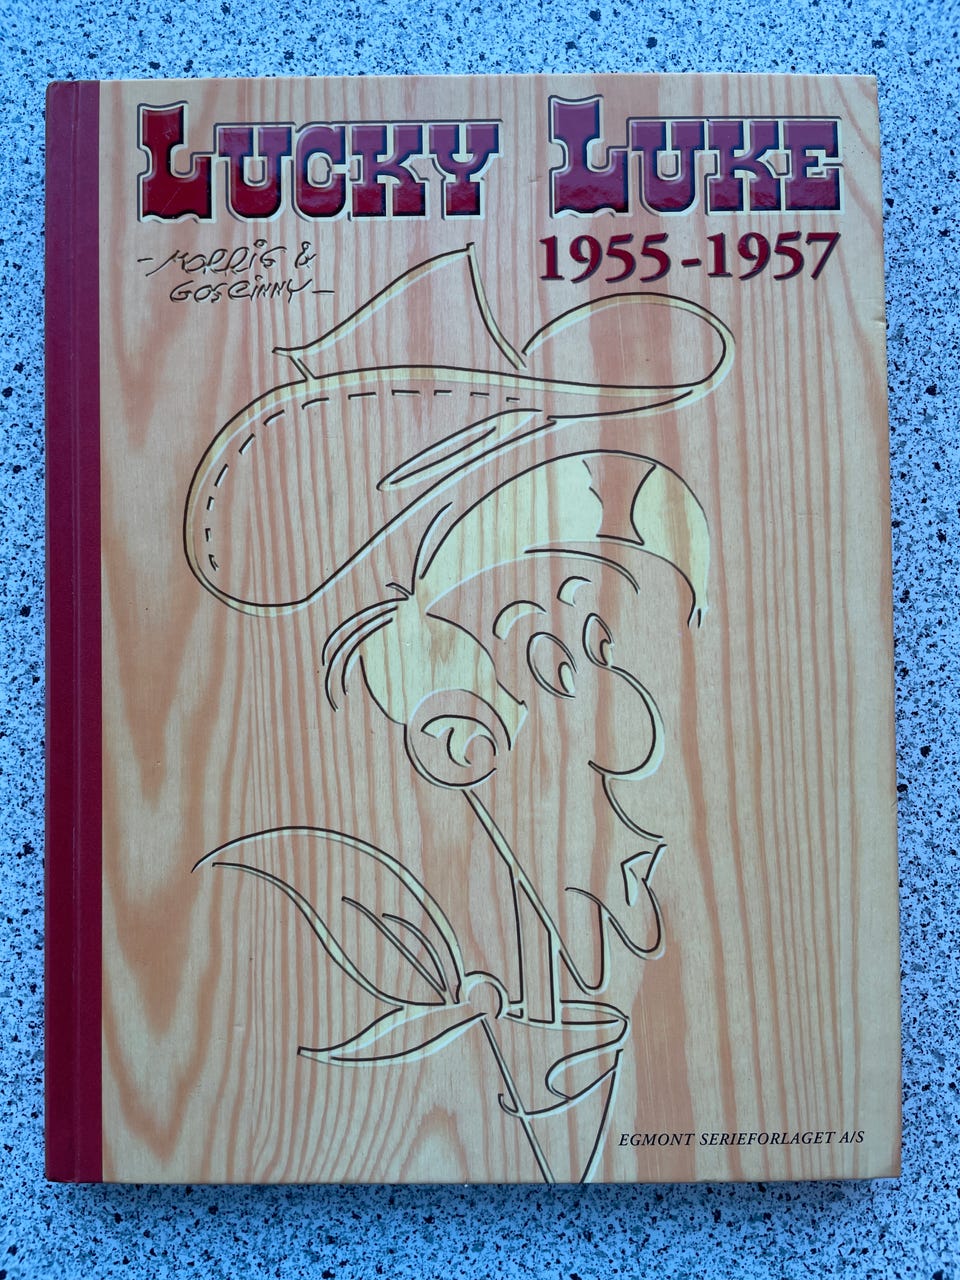 LUCKY LUKE
1955-1957
-MORRIS &
GOSCINNY-
EGMONT SERIEFORLAGET A/S